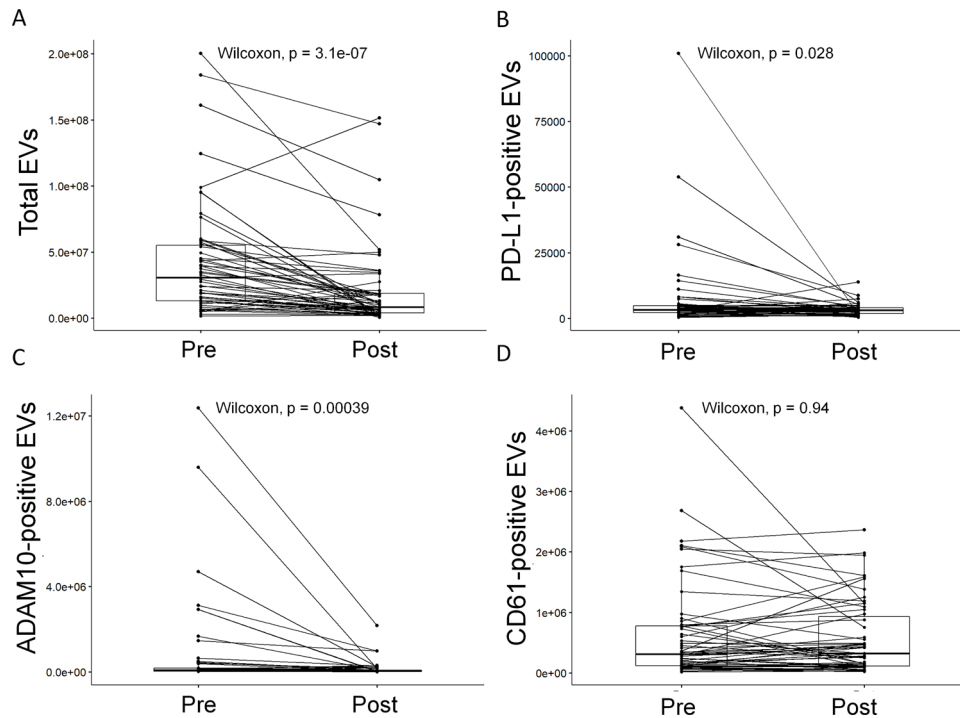 A
Total EVs
2.0e+08
1.5e+08
1.0e+08
5.0e+07
0.0e+00
Wilcoxon, p = 3.1e-07
Pre
Post
B
PD-L1-positive EVs
100000
75000
50000
25000
0
Wilcoxon, p = 0.028
Pre
Post
C
ADAM10-positive EVs
1.2e+07
8.0e+06
4.0e+06
0.0e+00
Wilcoxon, p = 0.00039
Pre
Post
D
CD61-positive EVs
4e+06
3e+06
2e+06
1e+06
0e+00
Wilcoxon, p = 0.94
Pre
Post